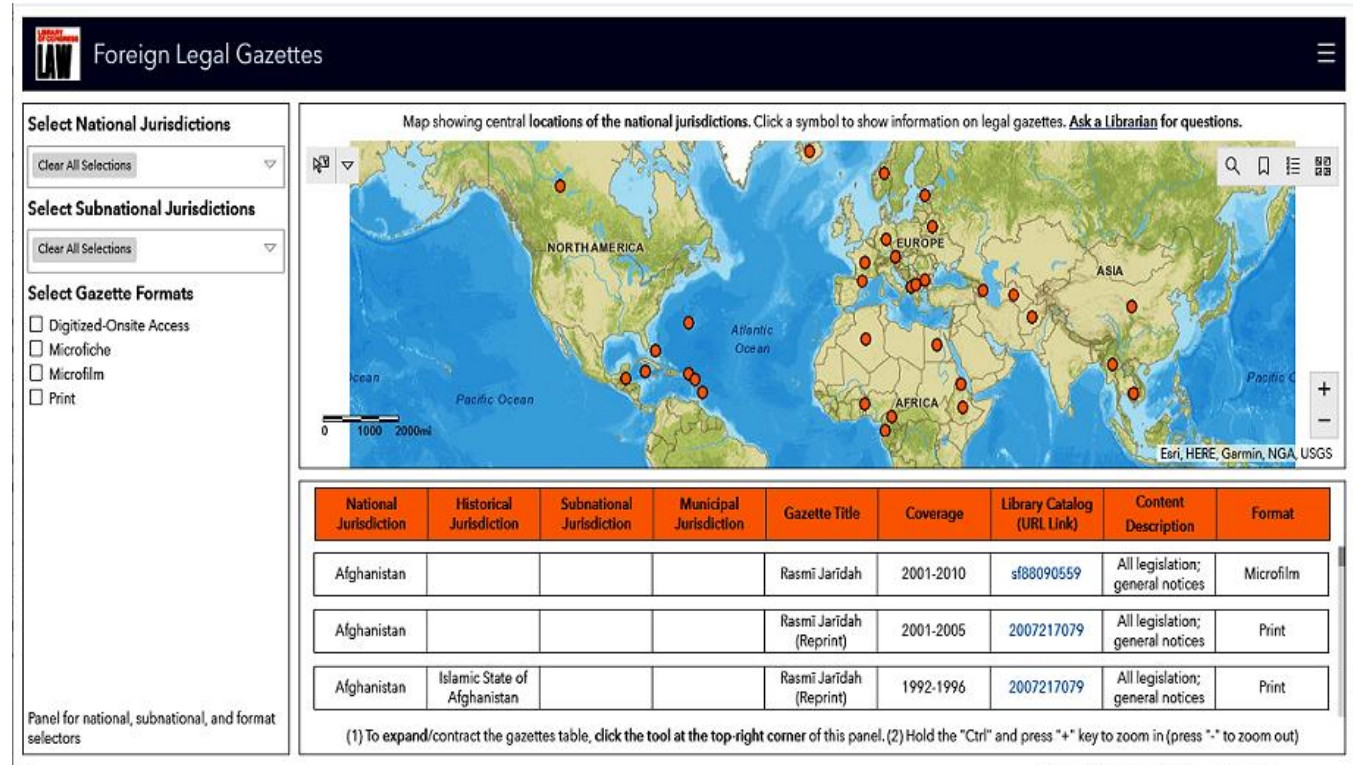 LIBRARY
OF CONGRESS
LAW
Foreign Legal Gazettes
Select National Jurisdictions
Clear All Selections
Select Subnational Jurisdictions
Clear All Selections
Select Gazette Formats
Digitized-Onsite Access
Microfiche
Microfilm
Print
Panel for national, subnational, and format
selectors
Map showing central locations of the national jurisdictions. Click a symbol to show information on legal gazettes. Ask a Librarian for questions.
NORTH AMERICA
EUROPE
ASIA
Atlantic
Ocean
AFRICA
Pacific Ocean
cean
Pacific O
0 1000 2000mi
+
−
Esri, HERE, Garmin, NGA, USGS
National Jurisdiction Historical Jurisdiction Subnational Jurisdiction Municipal Jurisdiction Gazette Title Coverage Library Catalog (URL Link) Content Description Format
Afghanistan Rasmī Jarīdah 2001-2010 sf88090559 All legislation; general notices Microfilm
Afghanistan Rasmī Jarīdah (Reprint) 2001-2005 2007217079 All legislation; general notices Print
Afghanistan Islamic State of Afghanistan Rasmī Jarīdah (Reprint) 1992-1996 2007217079 All legislation; general notices Print
(1) To expand/contract the gazettes table, click the tool at the top-right corner of this panel. (2) Hold the "Ctrl" and press "+" key to zoom in (press "-" to zoom out)